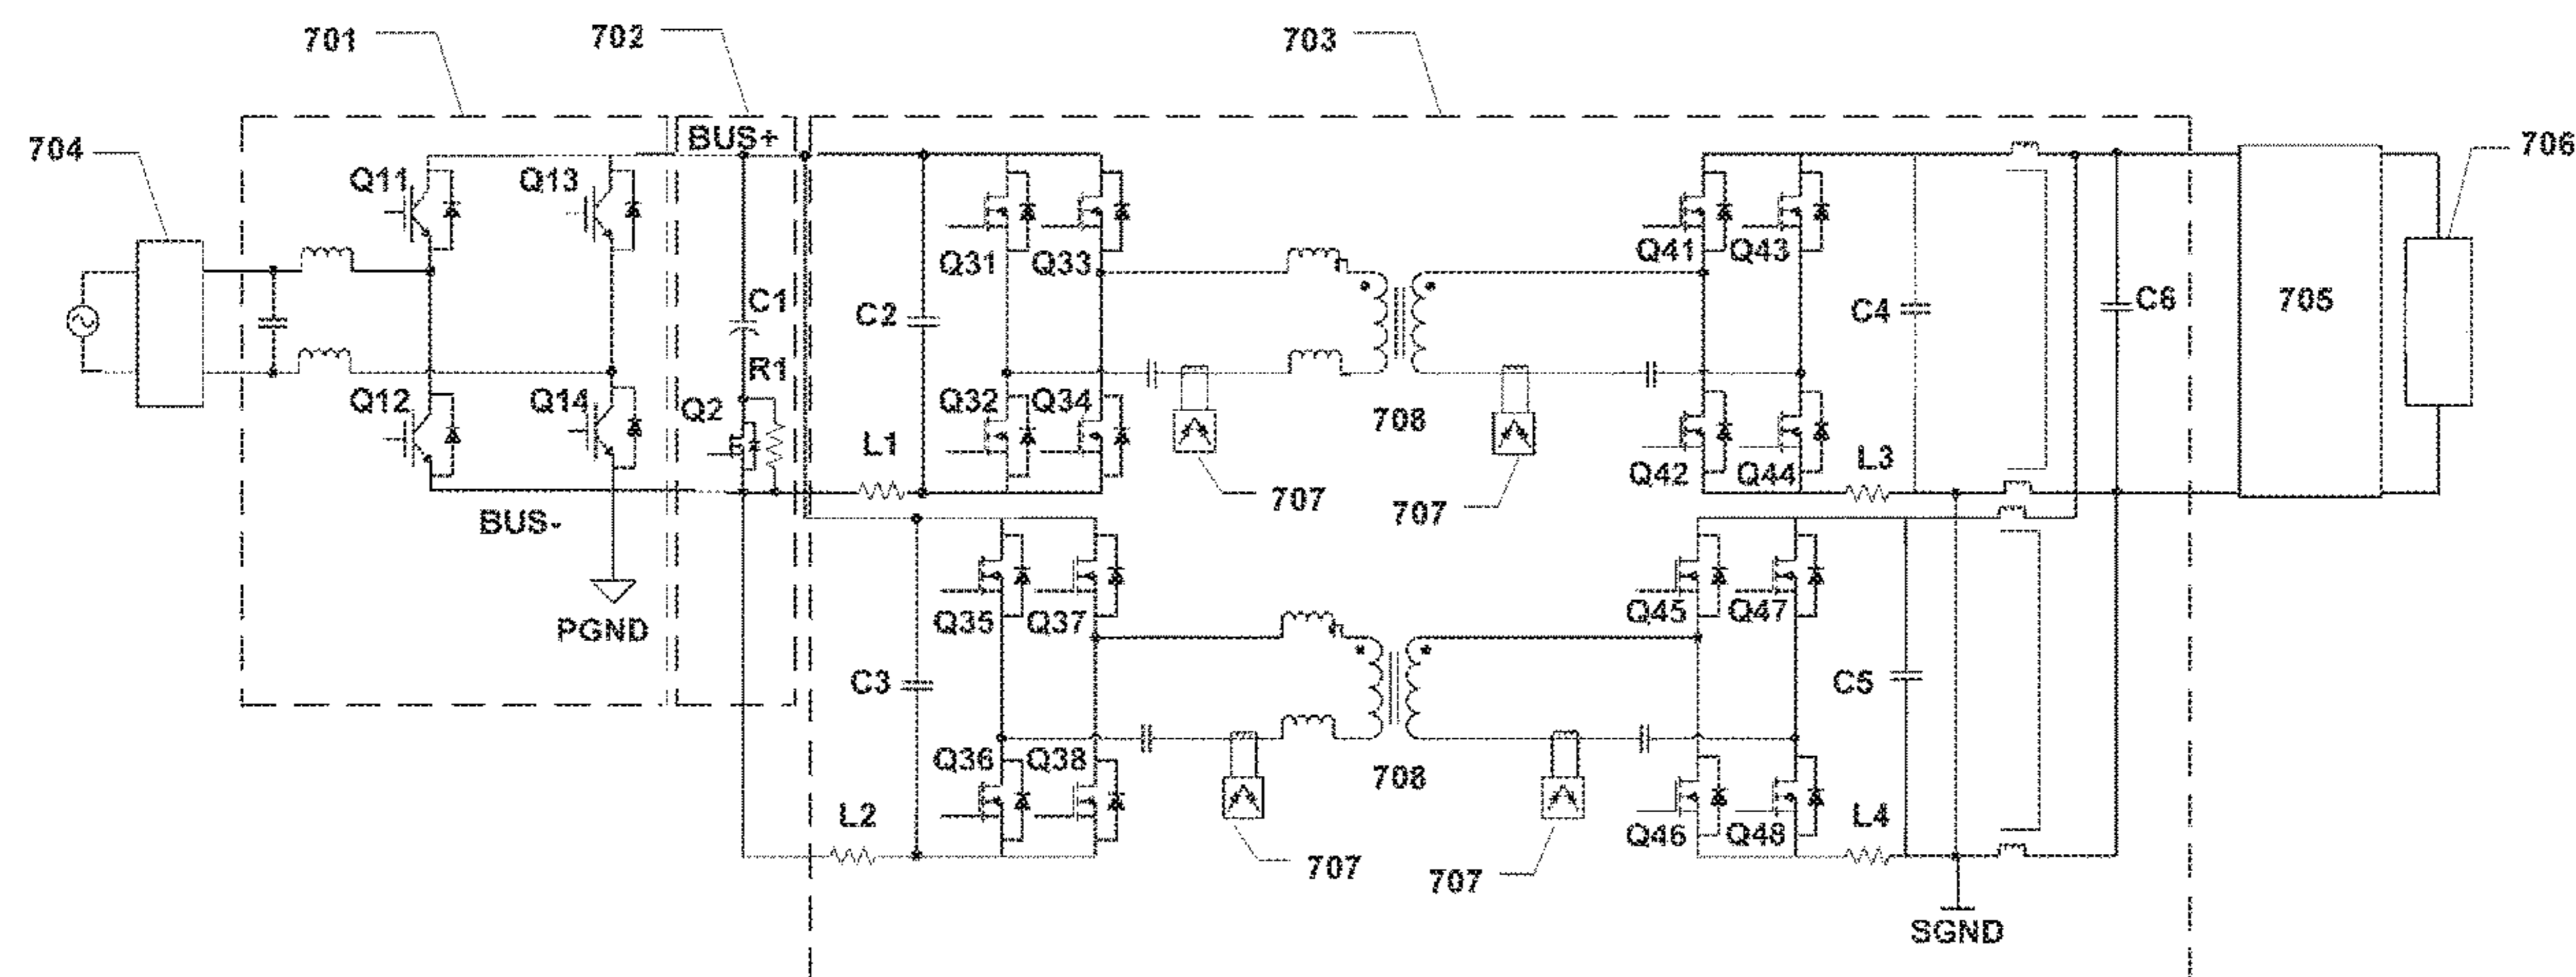 701
702
703
704
BUS+
706
Q11
Q13
Q31
Q33
Q41
Q43
C1
C2
C4
C6
705
R1
Q12
Q14
Q2
Q32
Q34
708
L1
Q42
Q44
L3
707
707
BUS-
Q35
Q37
Q45
Q47
PGND
C3
C5
Q36
Q38
708
L2
Q46
Q48
L4
707
707
SGND